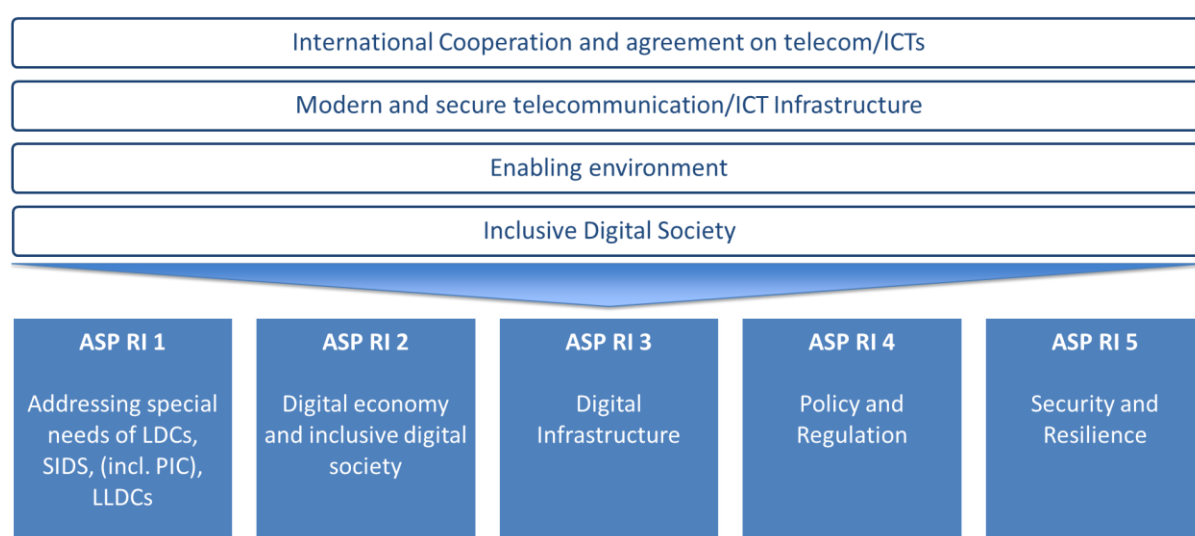 International Cooperation and agreement on telecom/ICTs
Modern and secure telecommunication/ICT Infrastructure
Enabling environment
Inclusive Digital Society
ASP RI 1
Addressing special
needs of LDCs,
SIDS, (incl. PIC),
LLDCs
ASP RI 2
Digital economy
and inclusive digital
society
ASP RI 3
Digital
Infrastructure
ASP RI 4
Policy and
Regulation
ASP RI 5
Security and
Resilience